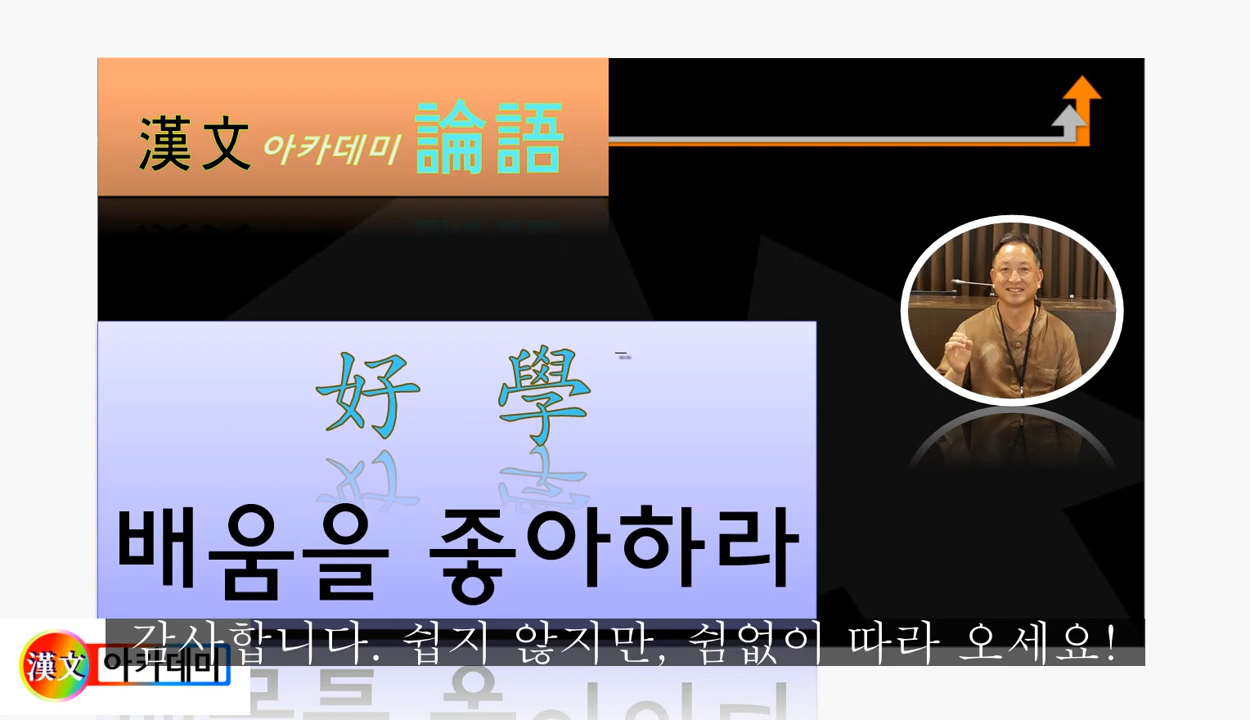 漢文 아카데미 論語
好 學
배움을 좋아하라
감사합니다. 쉽지 않지만, 쉼없이 따라 오세요!
漢文 아카데미